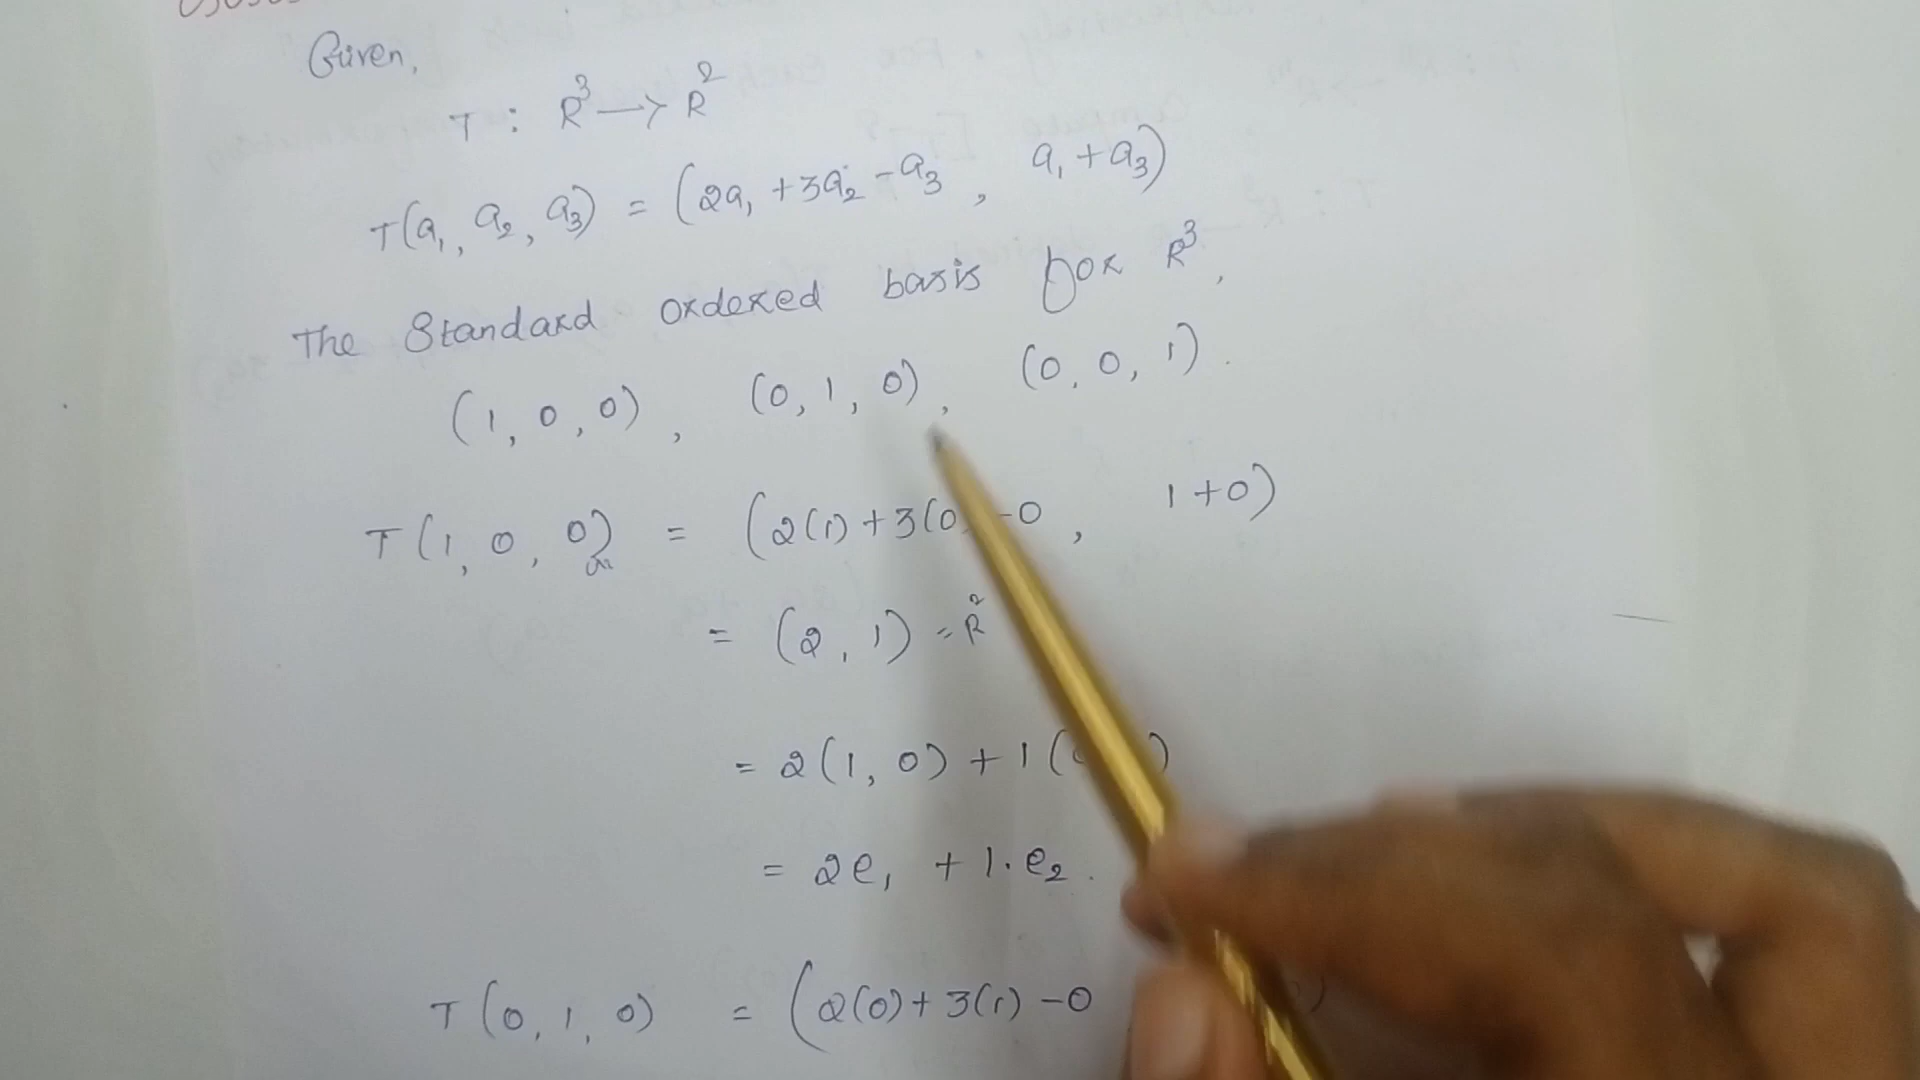 Given,
T : R³ → R²
T(a₁, a₂, a₃) = (2a₁ + 3a₂ - a₃, a₁ + a₃)
The Standard ordered basis for R³,
(1, 0, 0), (0, 1, 0), (0, 0, 1).
T(1, 0, 0) = (2(1) + 3(0) - 0, 1 + 0)
= (2, 1) = R²
= 2(1, 0) + 1(
= 2e₁ + 1·e₂.
T(0, 1, 0) = (2(0) + 3(1) - 0